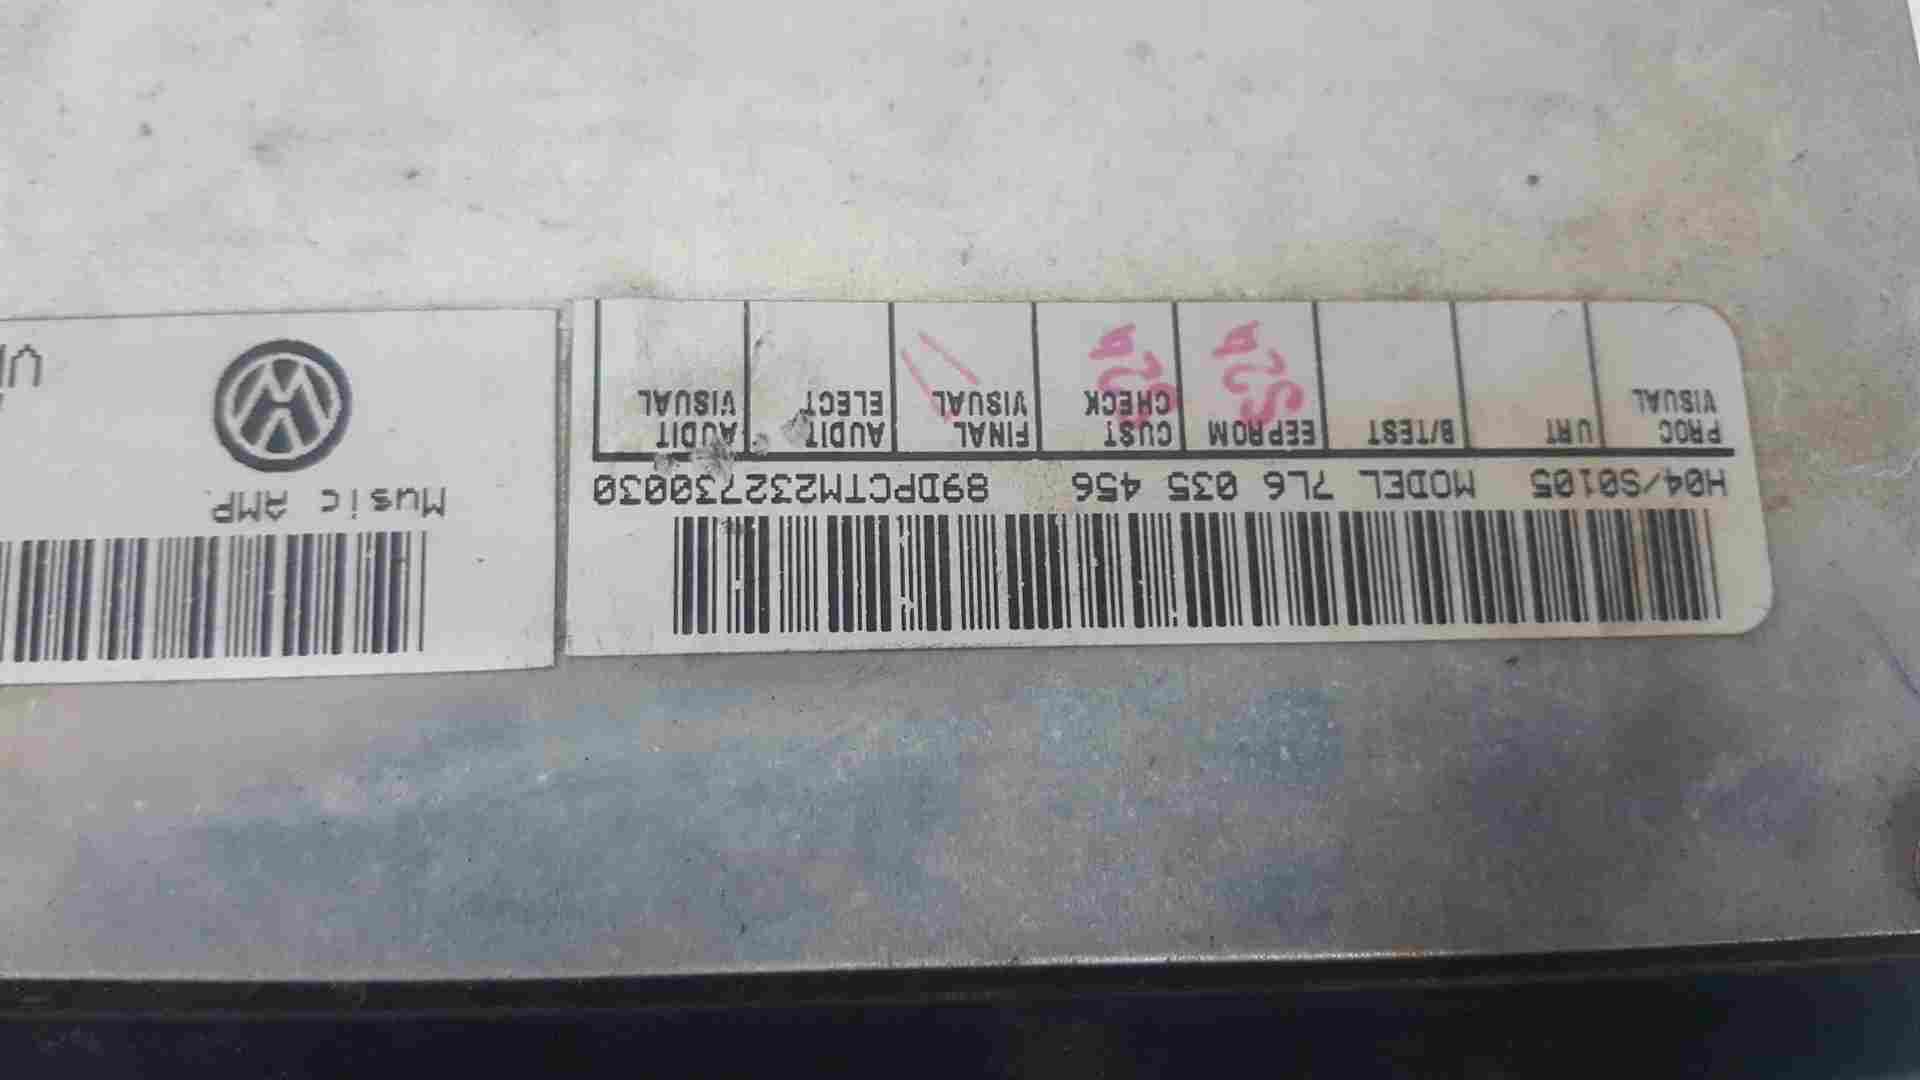 H04/S0105 MODEL 7L6 035 456 89DPCTM232730030
PROC URT B/TEST EEPROM CUST FINAL AUDIT AUDIT
VISUAL CHECK VISUAL ELECT VISUAL
Music AMP.